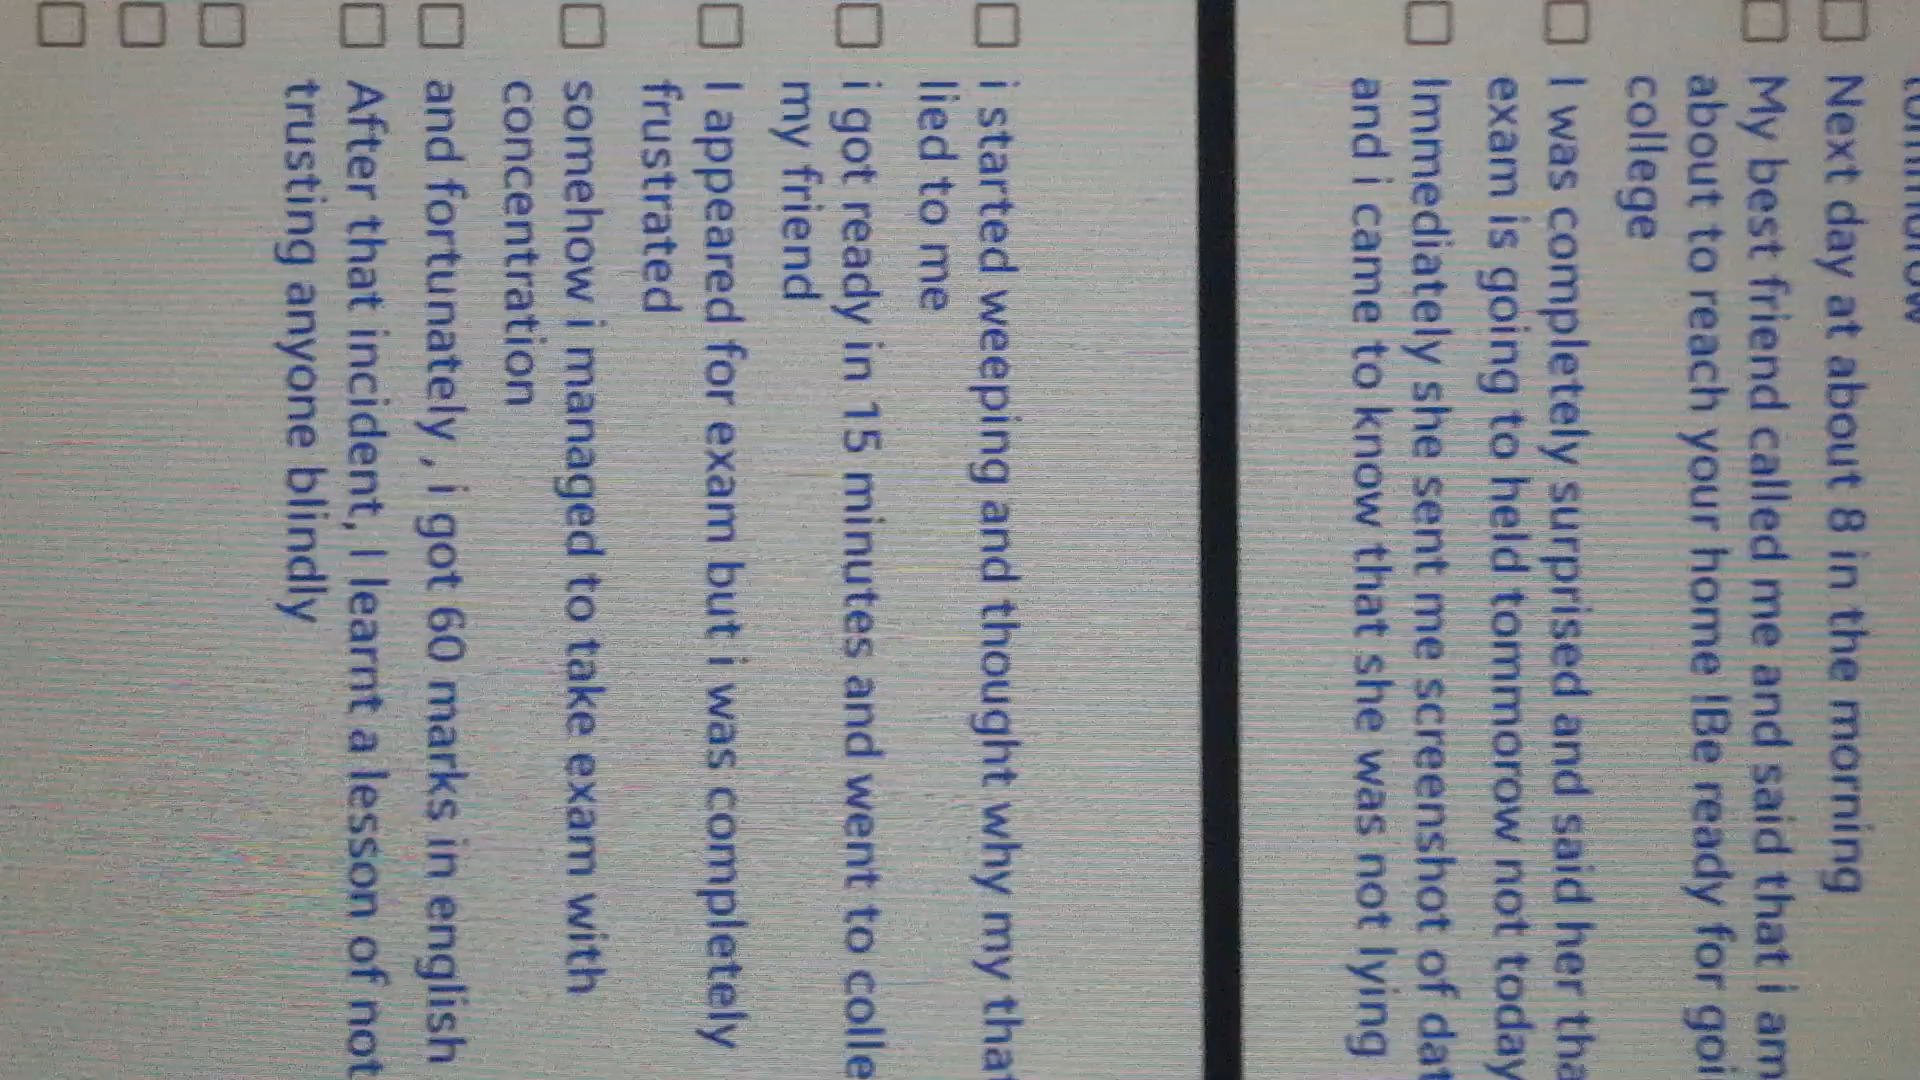 Next day at about 8 in the morning
My best friend called me and said that i am
about to reach your home IBe ready for
college
I was completely surprised and said her
exam is going to held tommorow not today
Immediately she sent me screenshot of
and i came to know that she was not lying
i started weeping and thought why my
lied to me
i got ready in 15 minutes and went to
my friend
I appeared for exam but i was completely
frustrated
somehow i managed to take exam with
concentration
and fortunately , i got 60 marks in english
After that incident, I learnt a lesson of not
trusting anyone blindly